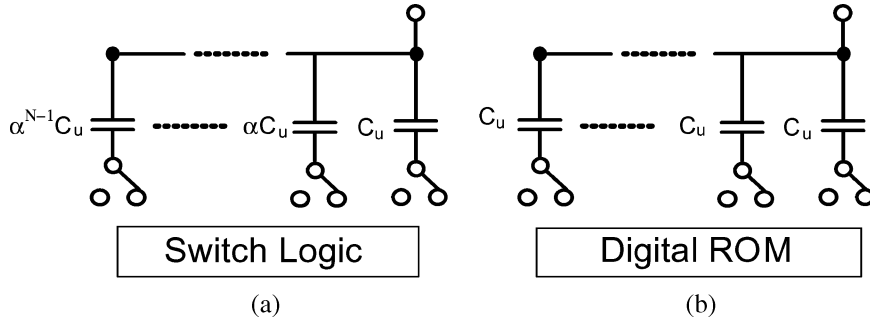 α^{N−1}C_u αC_u C_u C_u C_u C_u
Switch Logic Digital ROM
(a) (b)